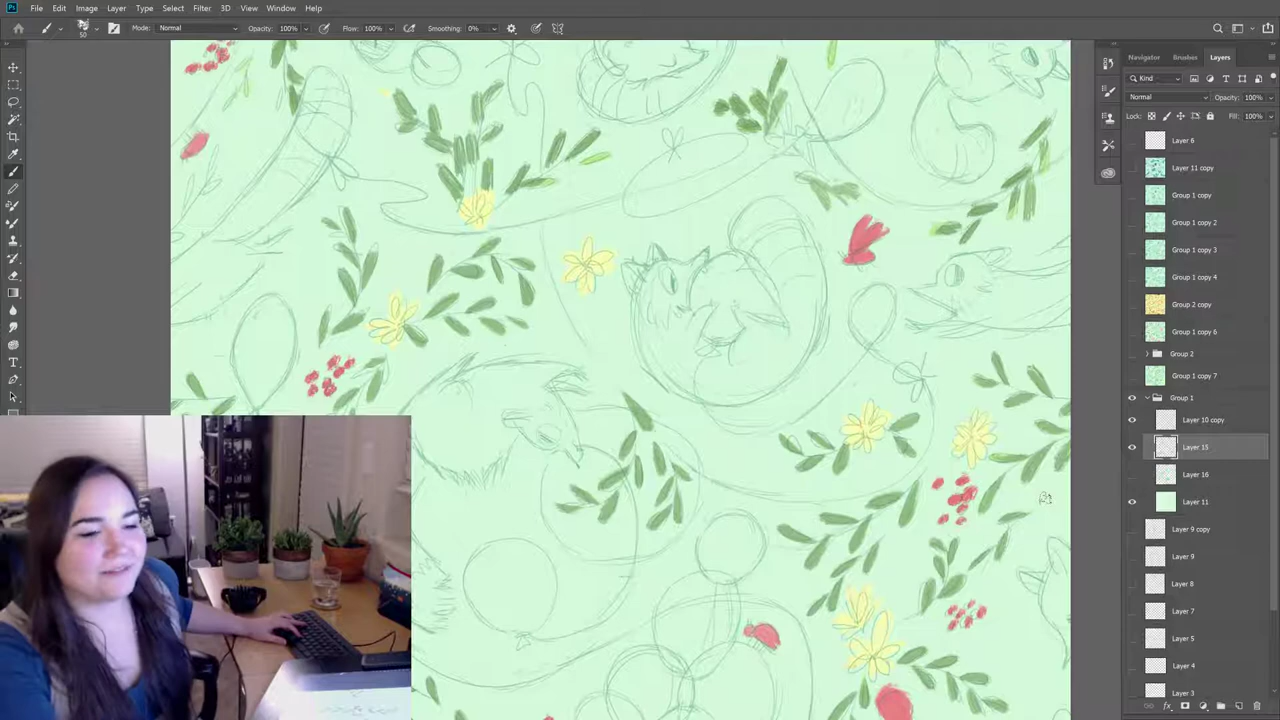 Ps File Edit Image Layer Type Select Filter 3D View Window Help
50 Mode: Normal Opacity: 100% Flow: 100% Smoothing: 0%
Navigator Brushes Layers
Kind
Normal Opacity: 100%
Lock: Fill: 100%
Layer 6
Layer 11 copy
Group 1 copy
Group 1 copy 2
Group 1 copy 3
Group 1 copy 4
Group 2 copy
Group 1 copy 6
Group 2
Group 1 copy 7
Group 1
Layer 10 copy
Layer 15
Layer 16
Layer 11
Layer 9 copy
Layer 9
Layer 8
Layer 7
Layer 5
Layer 4
Layer 3
fx